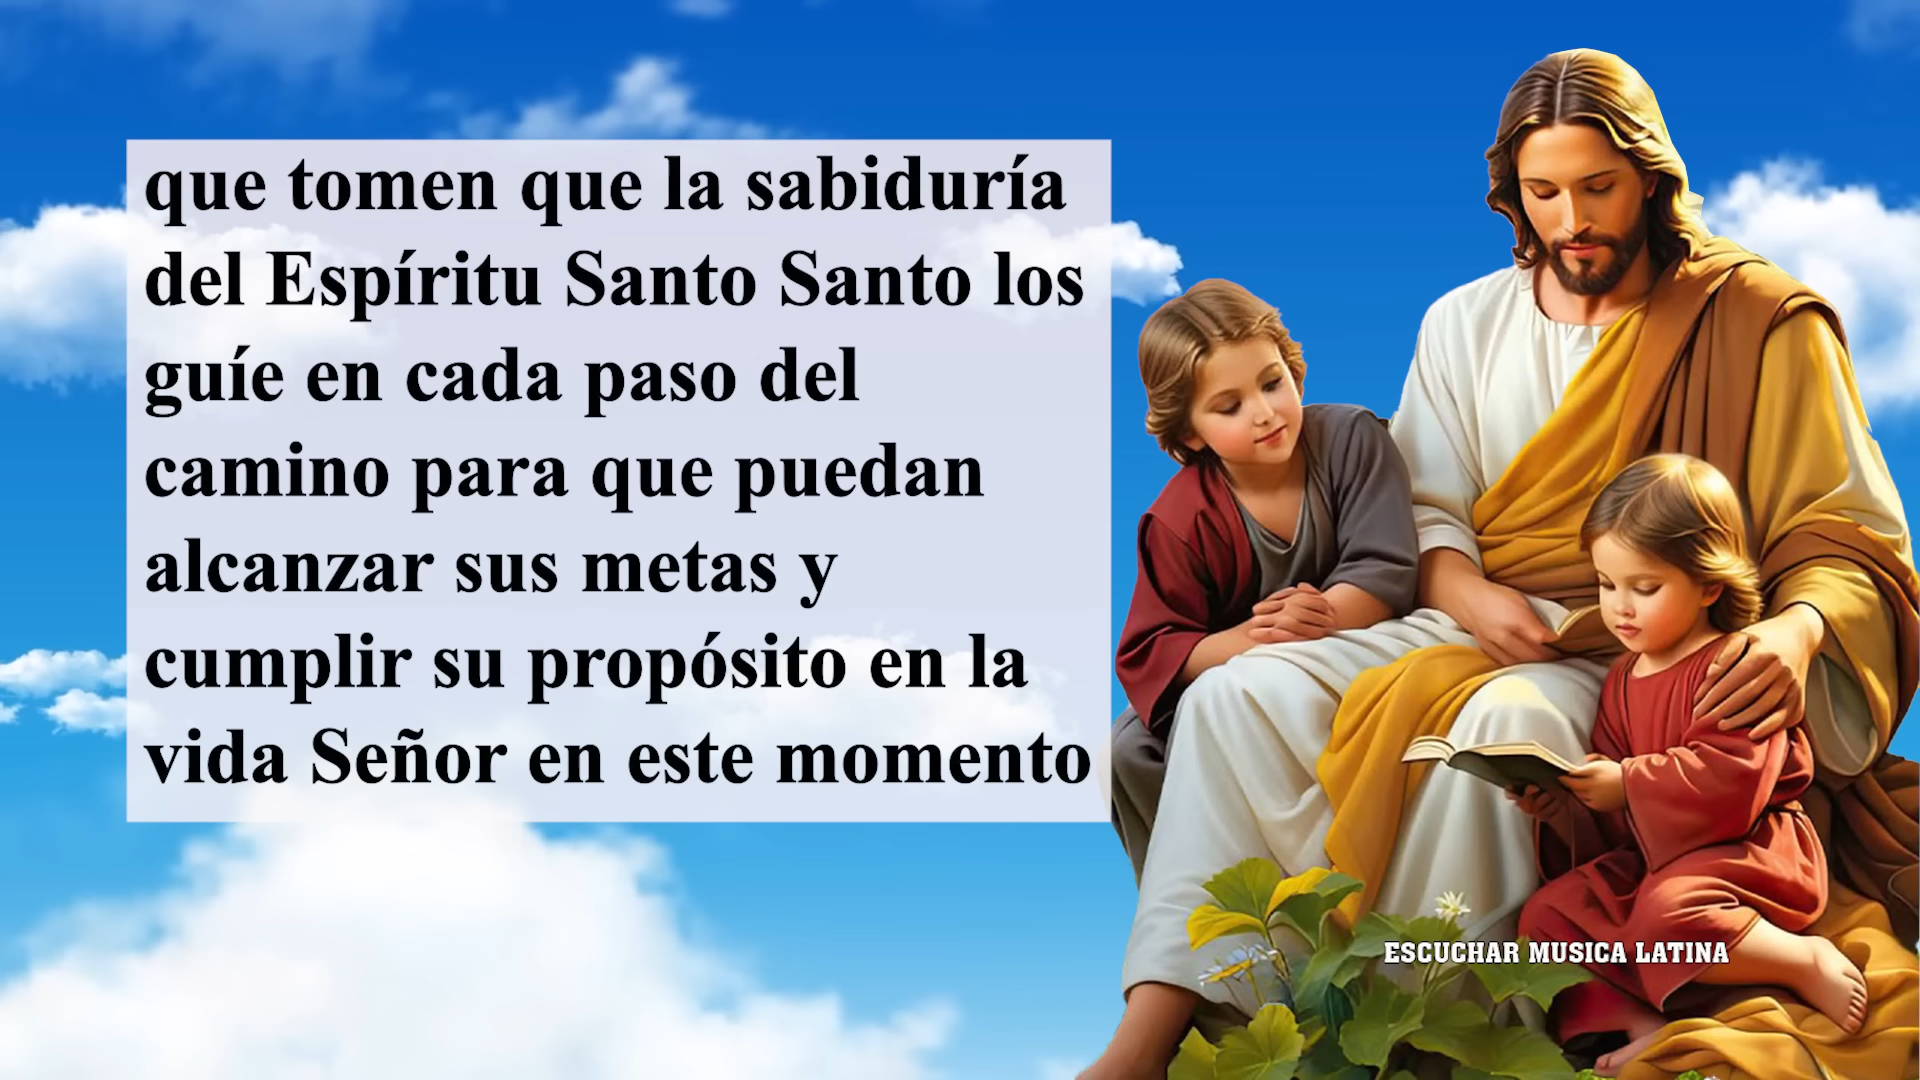 que tomen que la sabiduría
del Espíritu Santo Santo los
guíe en cada paso del
camino para que puedan
alcanzar sus metas y
cumplir su propósito en la
vida Señor en este momento
ESCUCHAR MUSICA LATINA